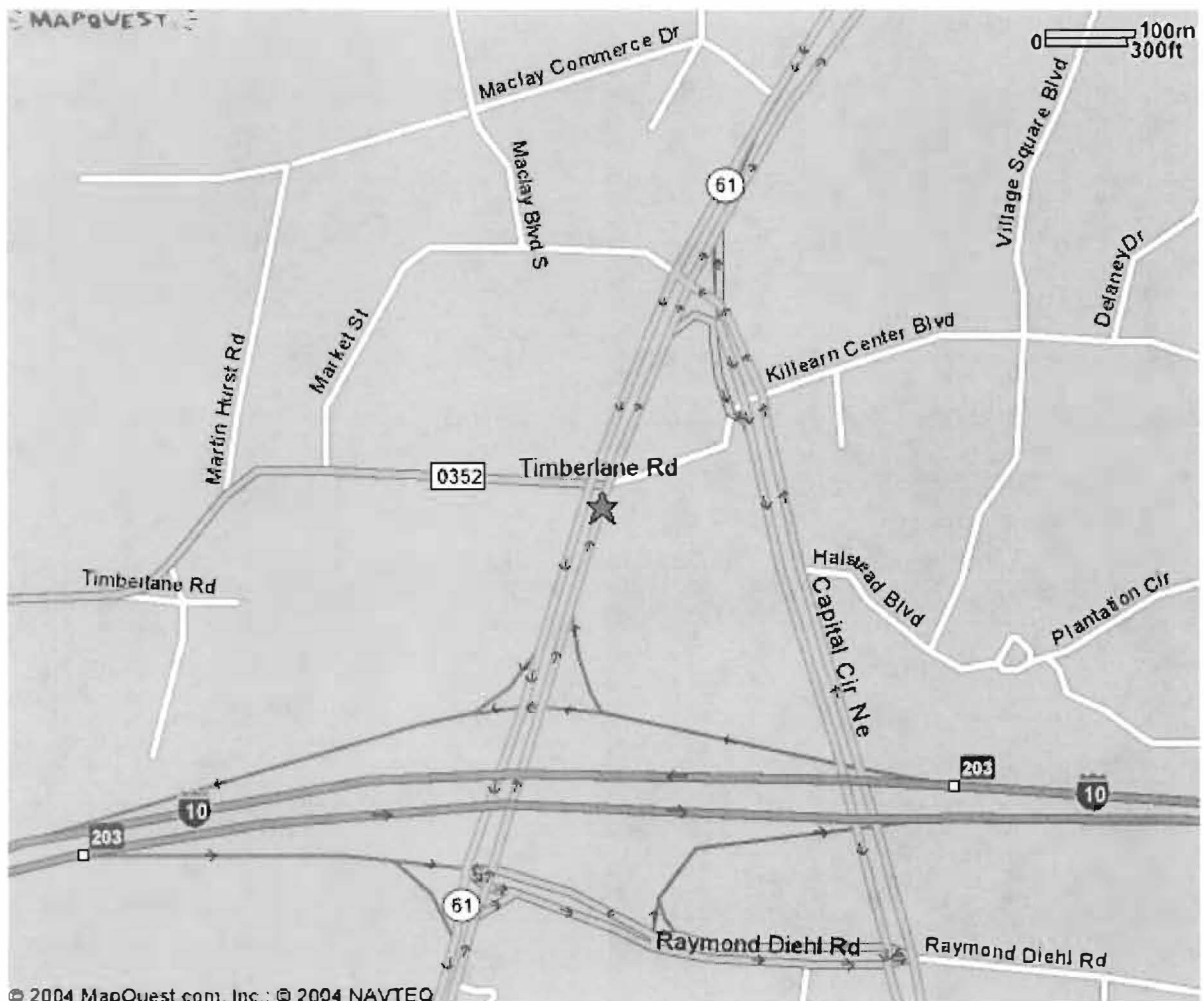 MAPQUEST
0 100m
300ft
Maclay Commerce Dr
Village Square Blvd
Maclay Blvd S
61
Delaney Dr
Market St
Martin Hurst Rd
Killearn Center Blvd
0352
Timberlane Rd
Timberlane Rd
Halstead Blvd
Plantation Cir
Capital Cir Ne
203
10
10
203
61
Raymond Diehl Rd
Raymond Diehl Rd
© 2004 MapQuest.com, Inc.; © 2004 NAVTEQ